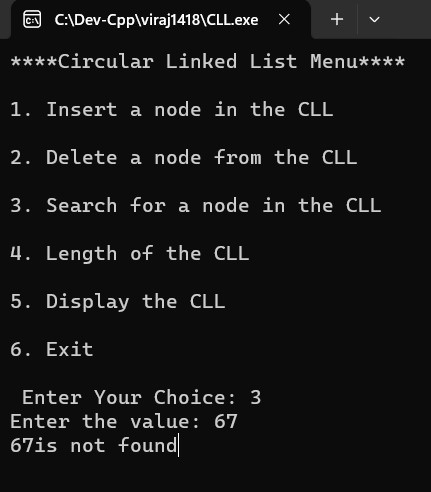 C:\Dev-Cpp\viraj1418\CLL.exe
****Circular Linked List Menu****
1. Insert a node in the CLL
2. Delete a node from the CLL
3. Search for a node in the CLL
4. Length of the CLL
5. Display the CLL
6. Exit
Enter Your Choice: 3
Enter the value: 67
67is not found